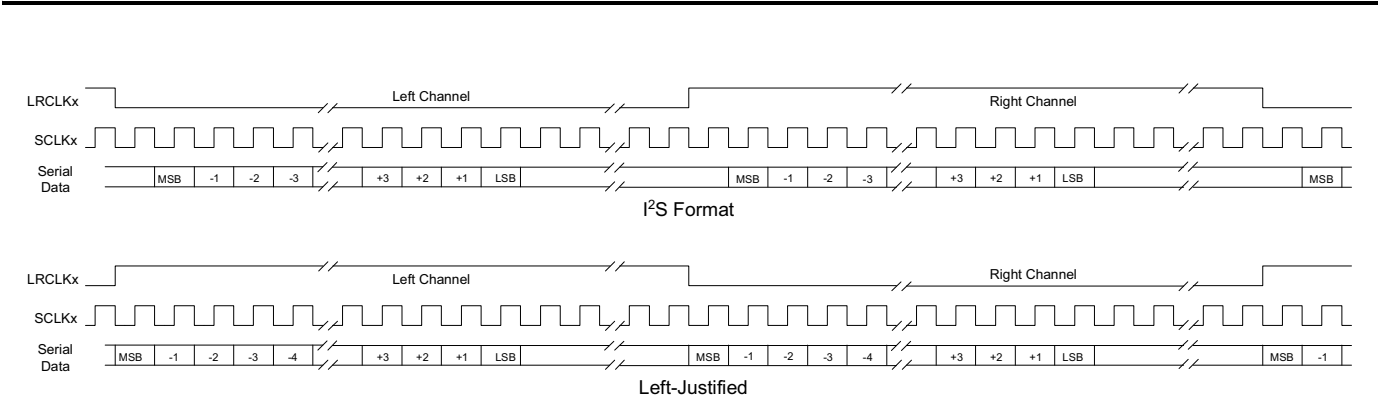 LRCLKx Left Channel Right Channel
SCLKx
Serial Data MSB -1 -2 -3 +3 +2 +1 LSB MSB -1 -2 -3 +3 +2 +1 LSB MSB
I²S Format
LRCLKx Left Channel Right Channel
SCLKx
Serial Data MSB -1 -2 -3 -4 +3 +2 +1 LSB MSB -1 -2 -3 -4 +3 +2 +1 LSB MSB -1
Left-Justified